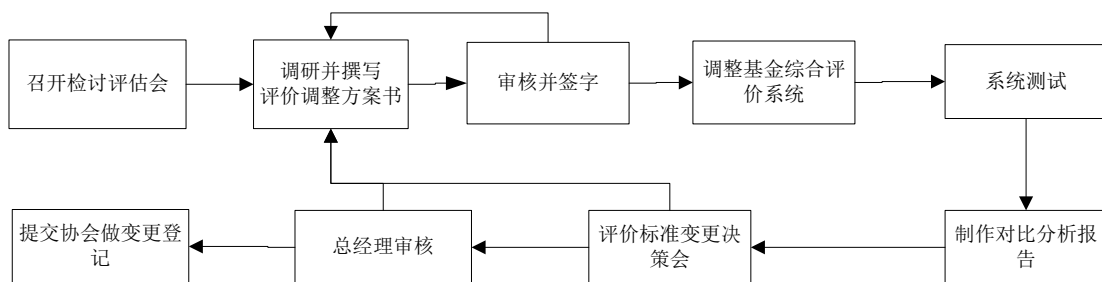 召开检讨评估会
调研并撰写
评价调整方案书
审核并签字
调整基金综合评
价系统
系统测试
提交协会做变更登
记
总经理审核
评价标准变更决
策会
制作对比分析报
告